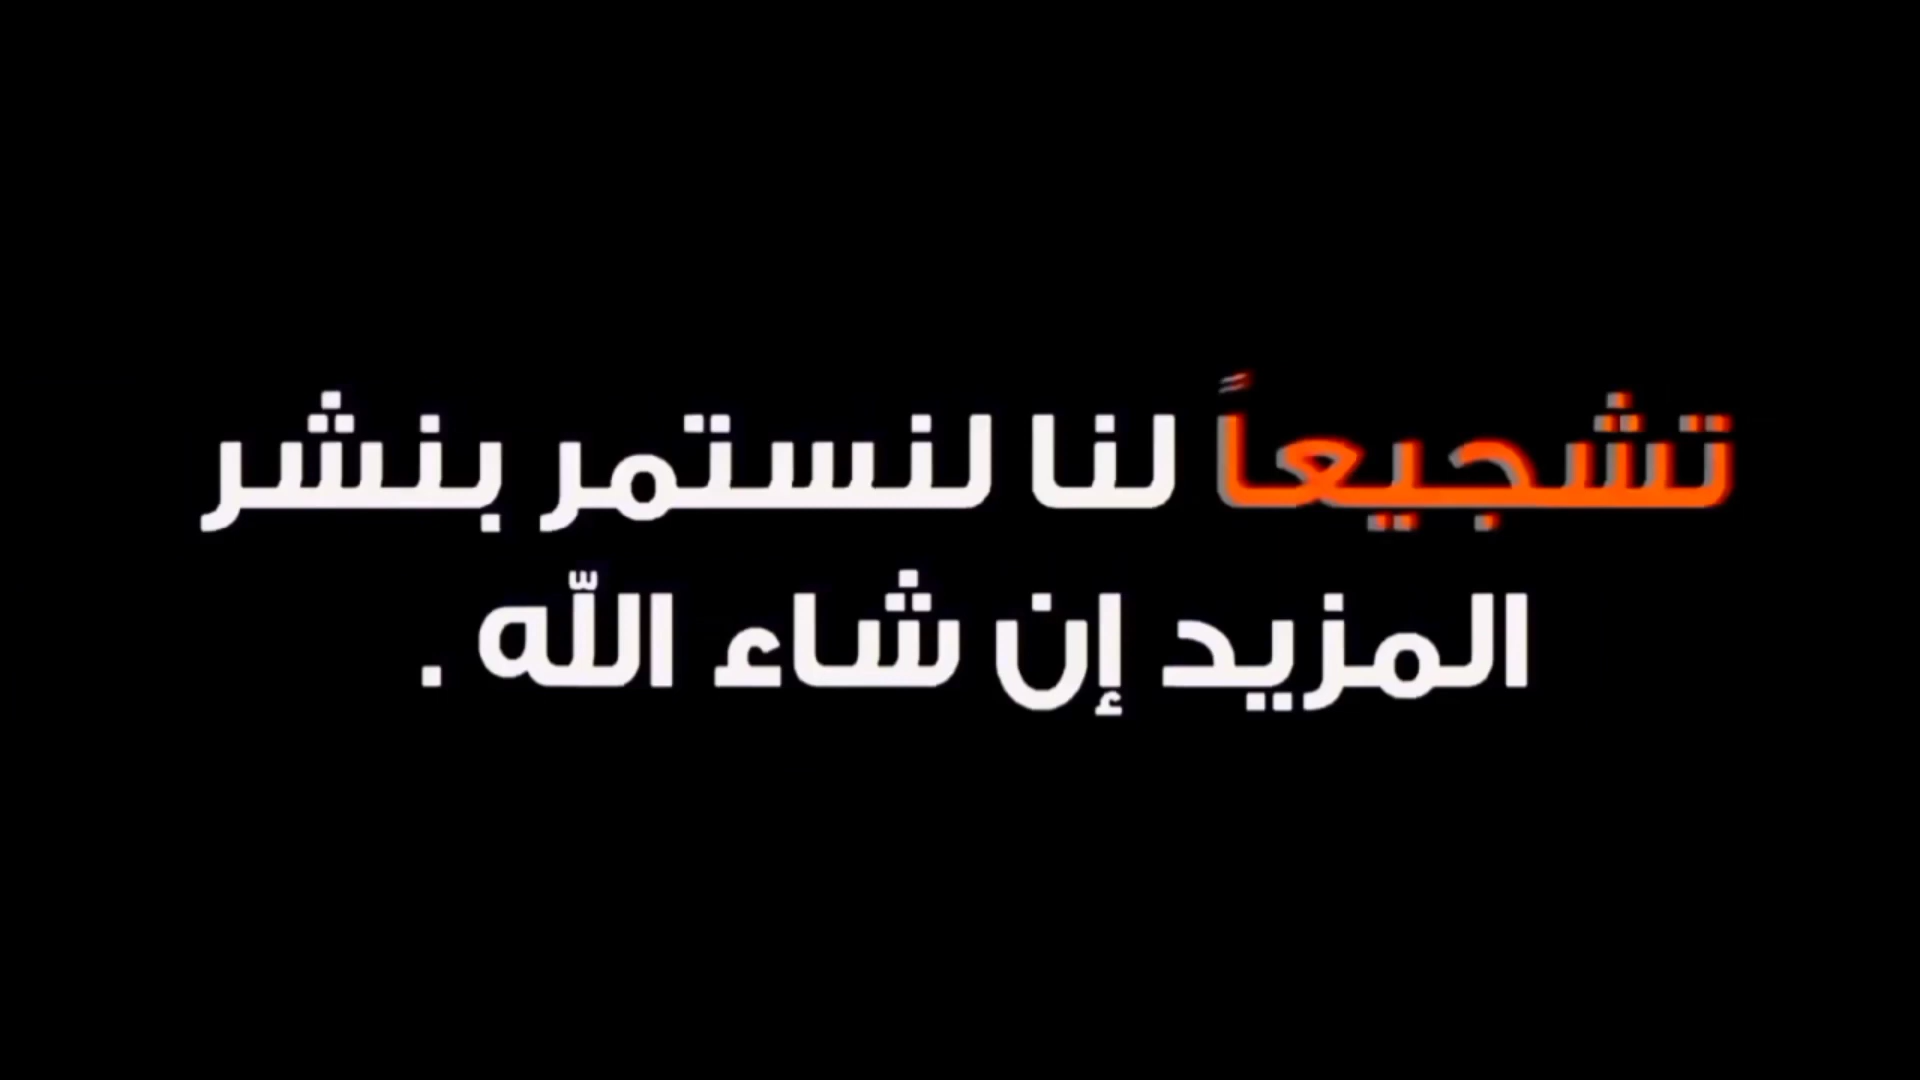 تشجيعاً لنا لنستمر بنشر
المزيد إن شاء اللّه .